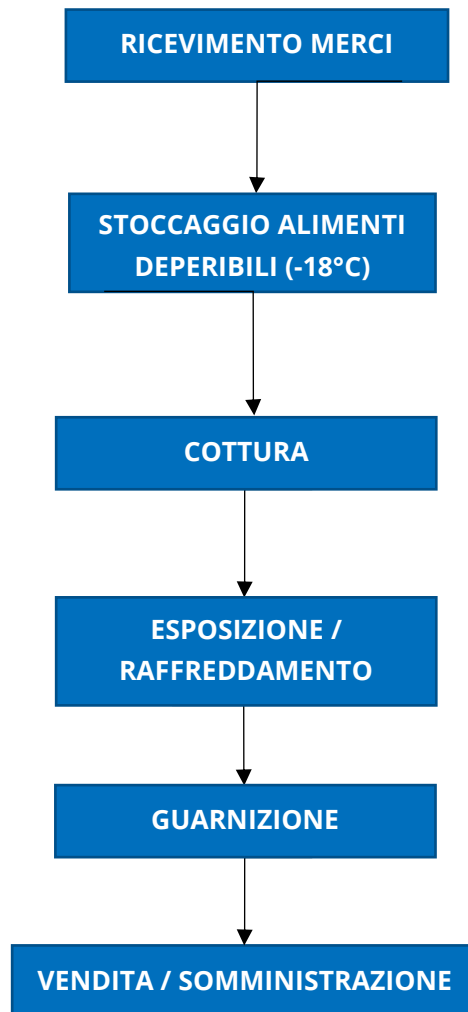 RICEVIMENTO MERCI
STOCCAGGIO ALIMENTI
DEPERIBILI (-18°C)
COTTURA
ESPOSIZIONE /
RAFFREDDAMENTO
GUARNIZIONE
VENDITA / SOMMINISTRAZIONE